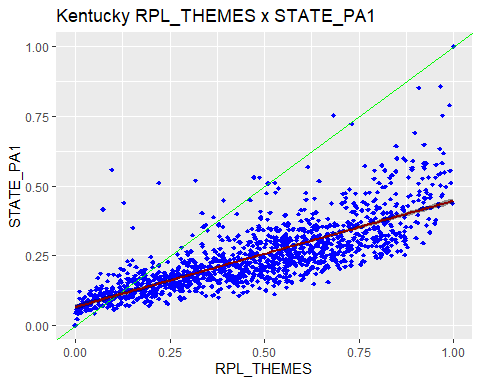 Kentucky RPL_THEMES x STATE_PA1
1.00
0.75
0.50
0.25
0.00
STATE_PA1
0.00 0.25 0.50 0.75 1.00
RPL_THEMES